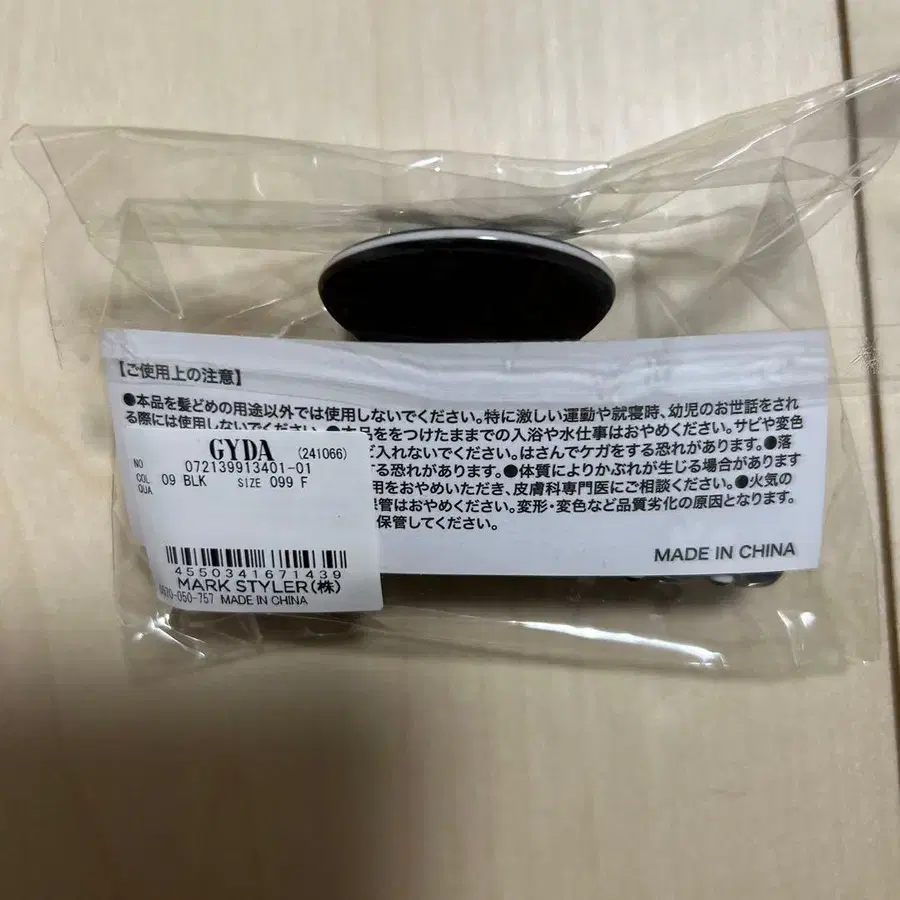 【ご使用上の注意】
●本品を髪どめの用途以外では使用しないでください。特に激しい運動や就寝時、幼児のお世話をされ
る際には使用しないでください。●本品ををつけたままでの入浴や水仕事はおやめください。サビや変色
ど入れないでください。はさんでケガをする恐れがあります。●落
する恐れがあります。●体質によりかぶれが生じる場合があります
用をおやめいただき、皮膚科専門医にご相談ください。●火気の
保管はおやめください。変形・変色など品質劣化の原因となります。
保管してください。
MADE IN CHINA
GYDA (241066)
NO 072139913401-01
COL 09 BLK SIZE 099 F
QUA
4550341671439
MARK STYLER(株)
-050-757 MADE IN CHINA